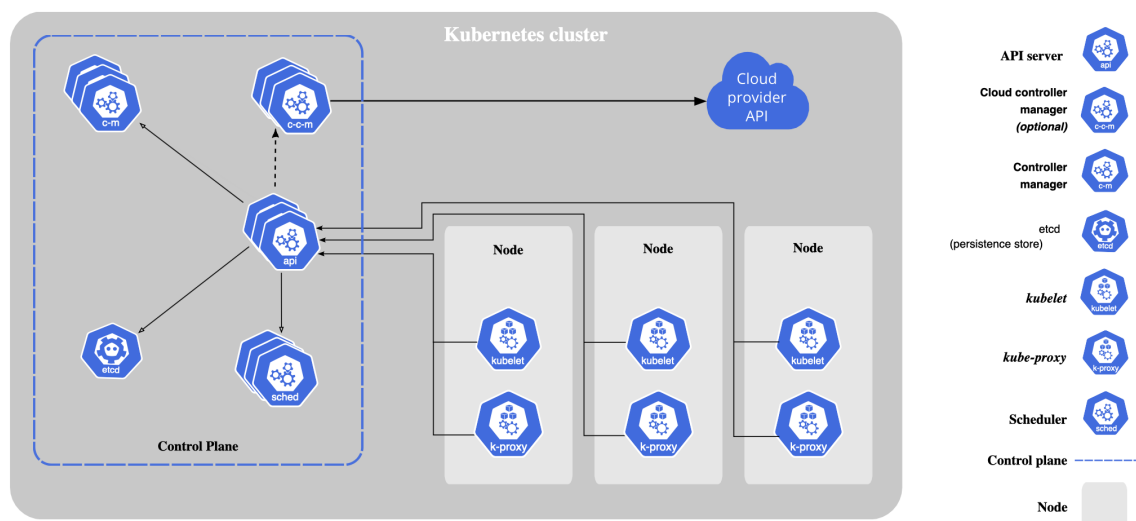 Kubernetes cluster
c-m
c-c-m
Cloud
provider
API
api
etcd
sched
Control Plane
Node
kubelet
k-proxy
Node
kubelet
k-proxy
Node
kubelet
k-proxy
API server
api
Cloud controller
manager
(optional)
c-c-m
Controller
manager
c-m
etcd
(persistence store)
etcd
kubelet
kubelet
kube-proxy
k-proxy
Scheduler
sched
Control plane
Node